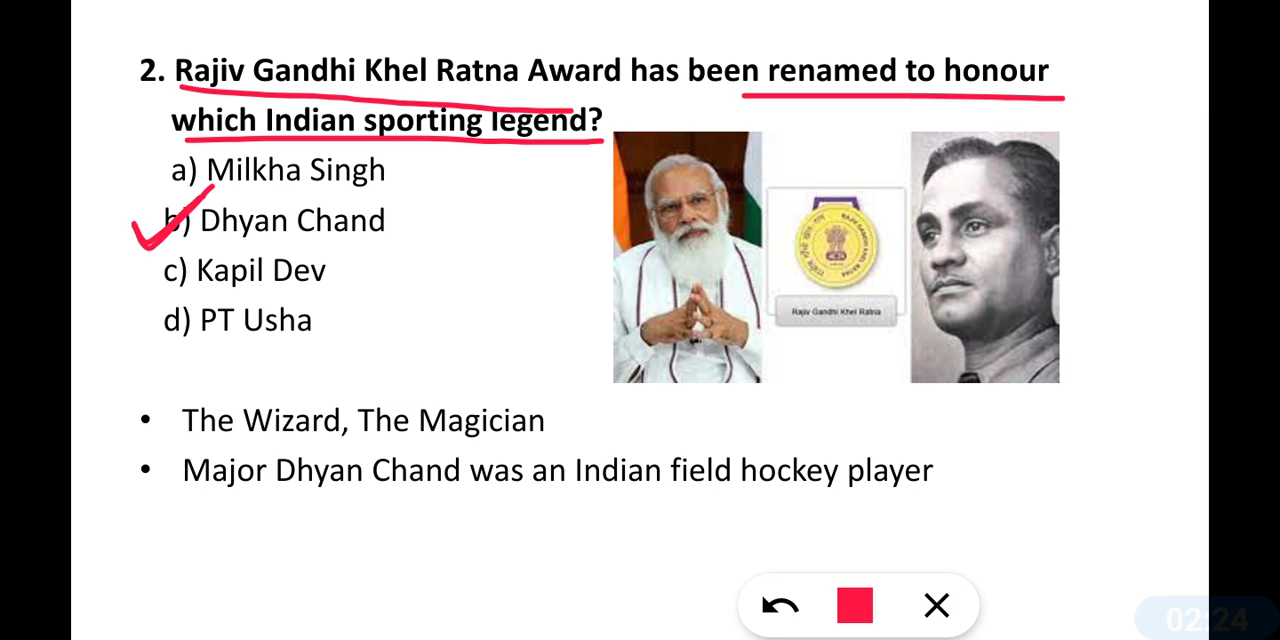 2. Rajiv Gandhi Khel Ratna Award has been renamed to honour
which Indian sporting legend?
a) Milkha Singh
b) Dhyan Chand
c) Kapil Dev
d) PT Usha
Rajiv Gandhi Khel Ratna
• The Wizard, The Magician
• Major Dhyan Chand was an Indian field hockey player
02:24